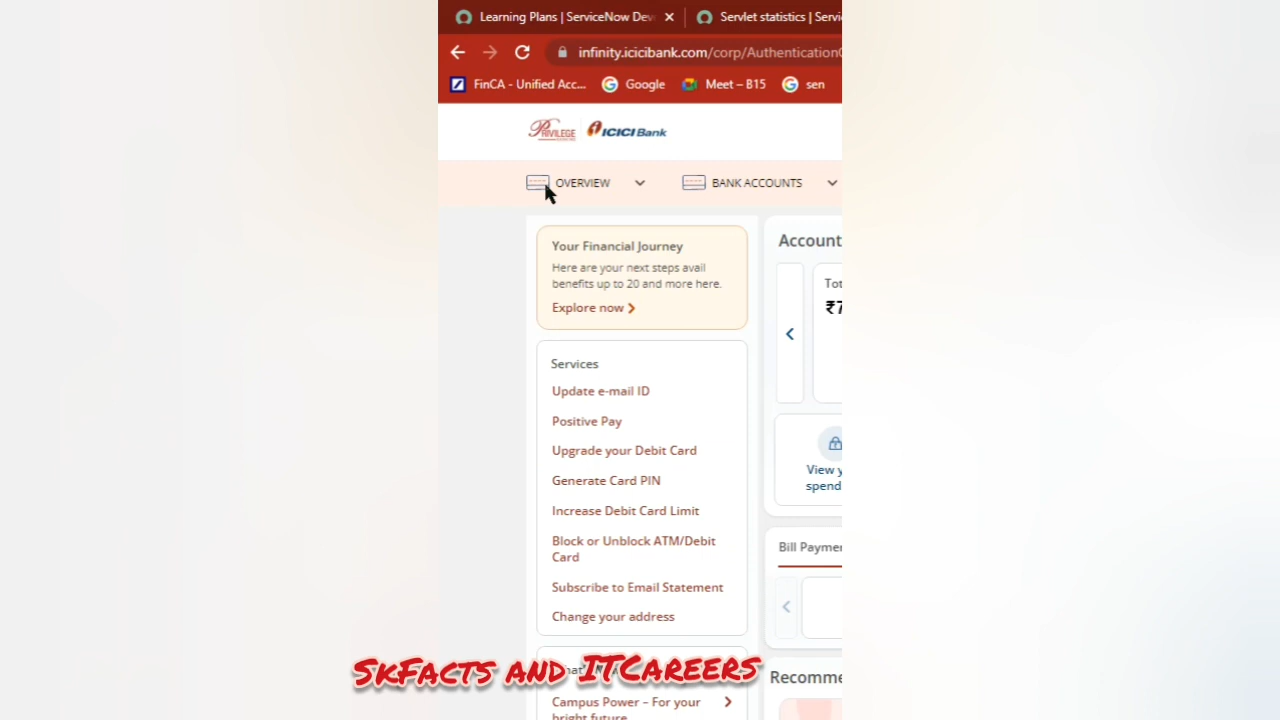 Learning Plans | ServiceNow Dev
Servlet statistics | Servi
infinity.icicibank.com/corp/Authentication
FinCA - Unified Acc...
Google
Meet – B15
sen
PRIVILEGE
ICICI Bank
OVERVIEW
BANK ACCOUNTS
Your Financial Journey
Here are your next steps avail
benefits up to 20 and more here.
Explore now
Services
Update e-mail ID
Positive Pay
Upgrade your Debit Card
Generate Card PIN
Increase Debit Card Limit
Block or Unblock ATM/Debit
Card
Subscribe to Email Statement
Change your address
Campus Power – For your
bright future
Account
Tot
₹7
View y
spend
Bill Paymen
Recomme
SkFacts and ITCareers